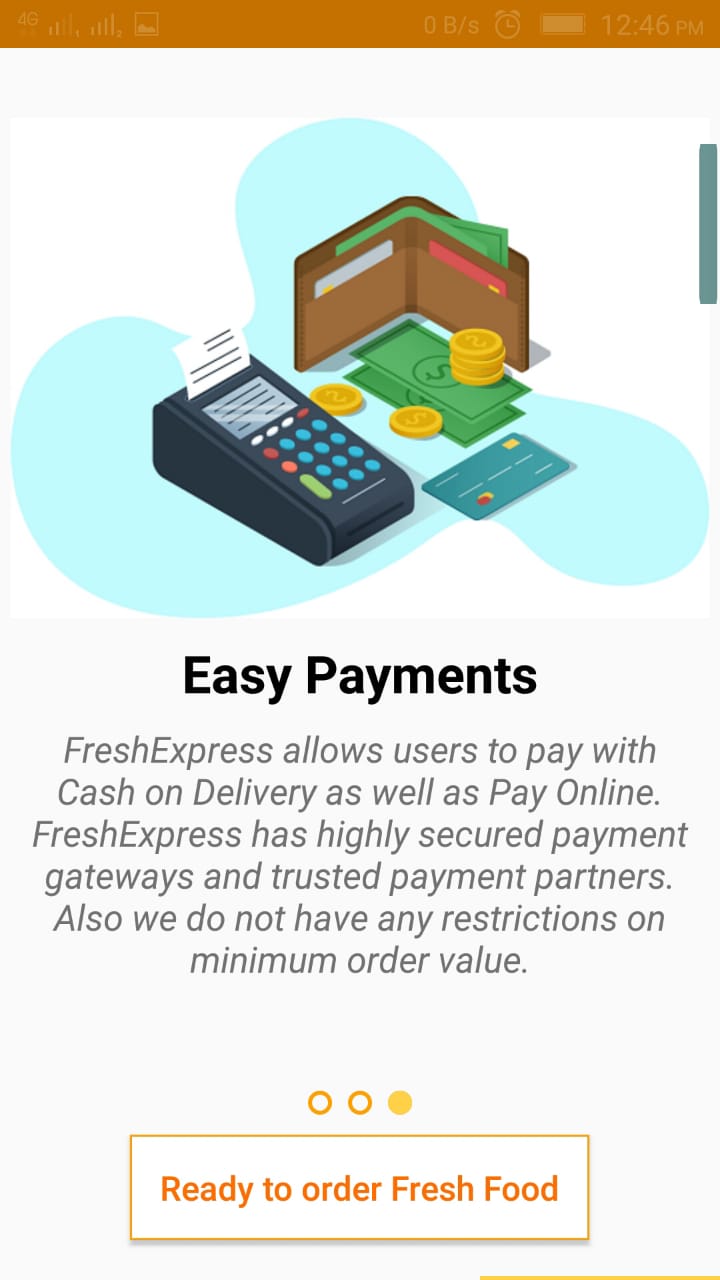 4G 1 2 0 B/s 12:46 PM
Easy Payments
FreshExpress allows users to pay with
Cash on Delivery as well as Pay Online.
FreshExpress has highly secured payment
gateways and trusted payment partners.
Also we do not have any restrictions on
minimum order value.
Ready to order Fresh Food